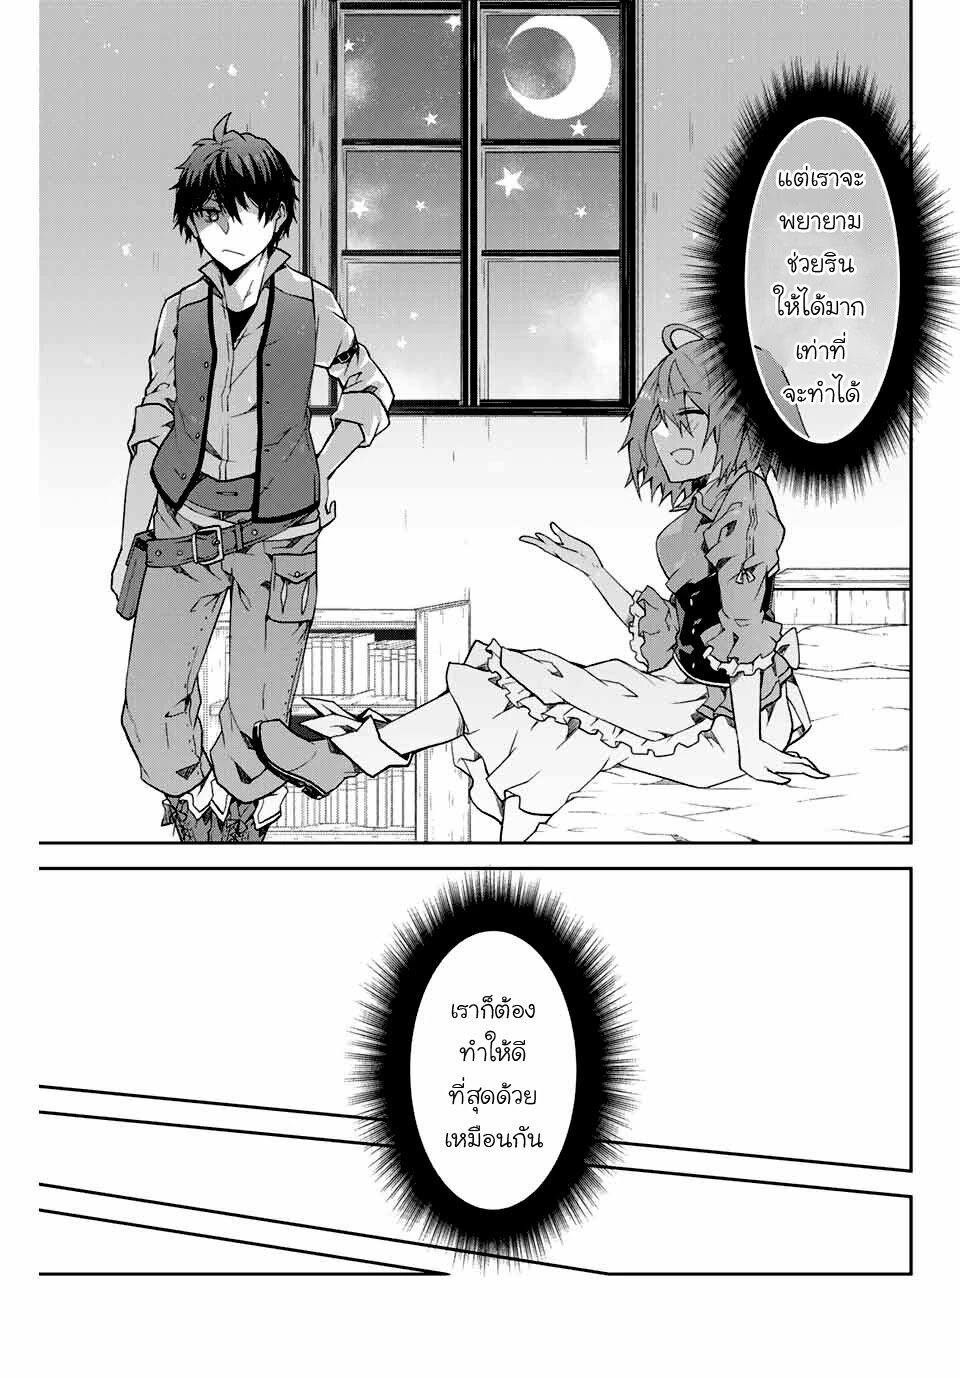 แต่เราจะ
พยายาม
ช่วยริน
ให้ได้มาก
เท่าที่
จะทำได้
เราก็ต้อง
ทำให้ดี
ที่สุดด้วย
เหมือนกัน